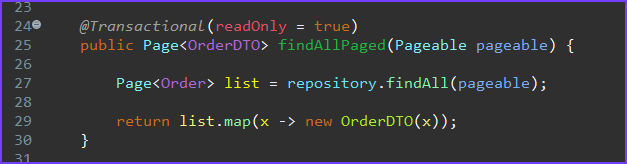 23
24 @Transactional(readOnly = true)
25 public Page<OrderDTO> findAllPaged(Pageable pageable) {
26
27 Page<Order> list = repository.findAll(pageable);
28
29 return list.map(x -> new OrderDTO(x));
30 }
31